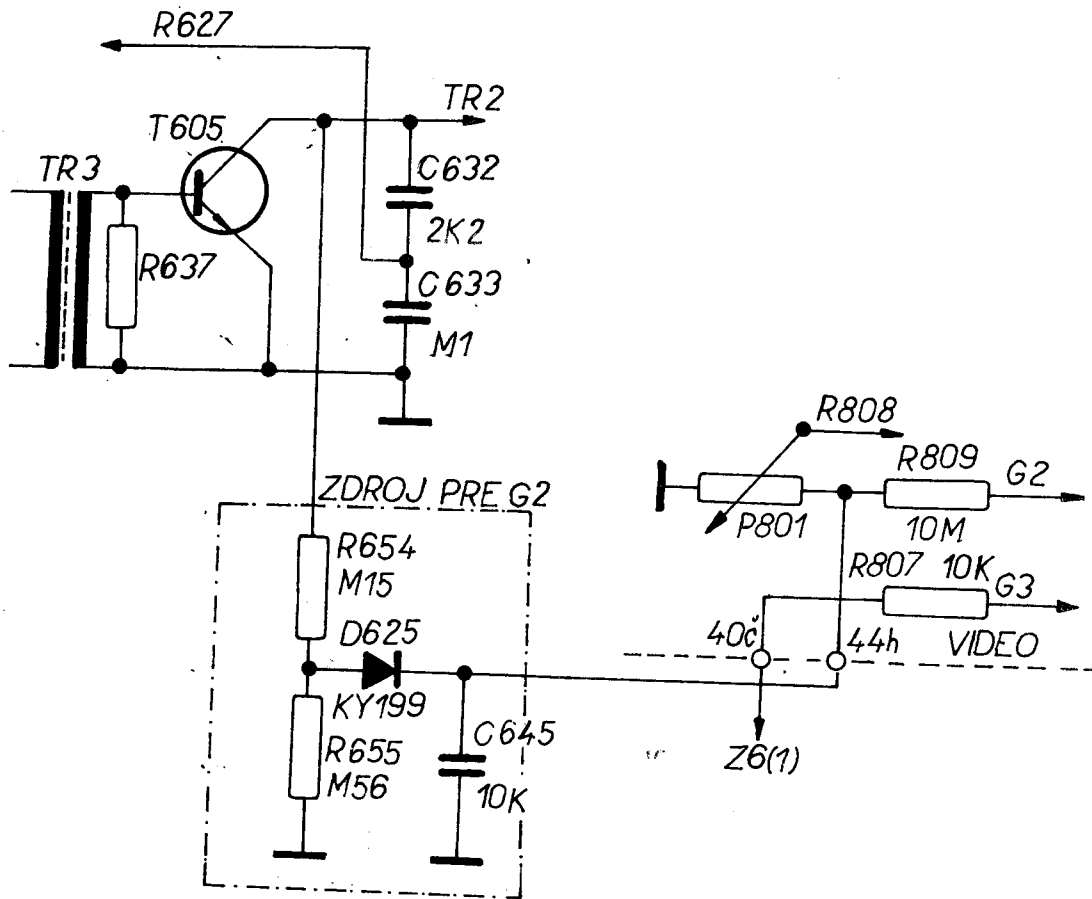 R627
TR2
T605
TR3
C632
2K2
R637
C633
M1
R808
ZDROJ PRE G2
R809
G2
P801
10M
R654
M15
R807 10K
G3
D625
40č
44h
VIDEO
KY199
C645
R655
M56
10K
Z6(1)